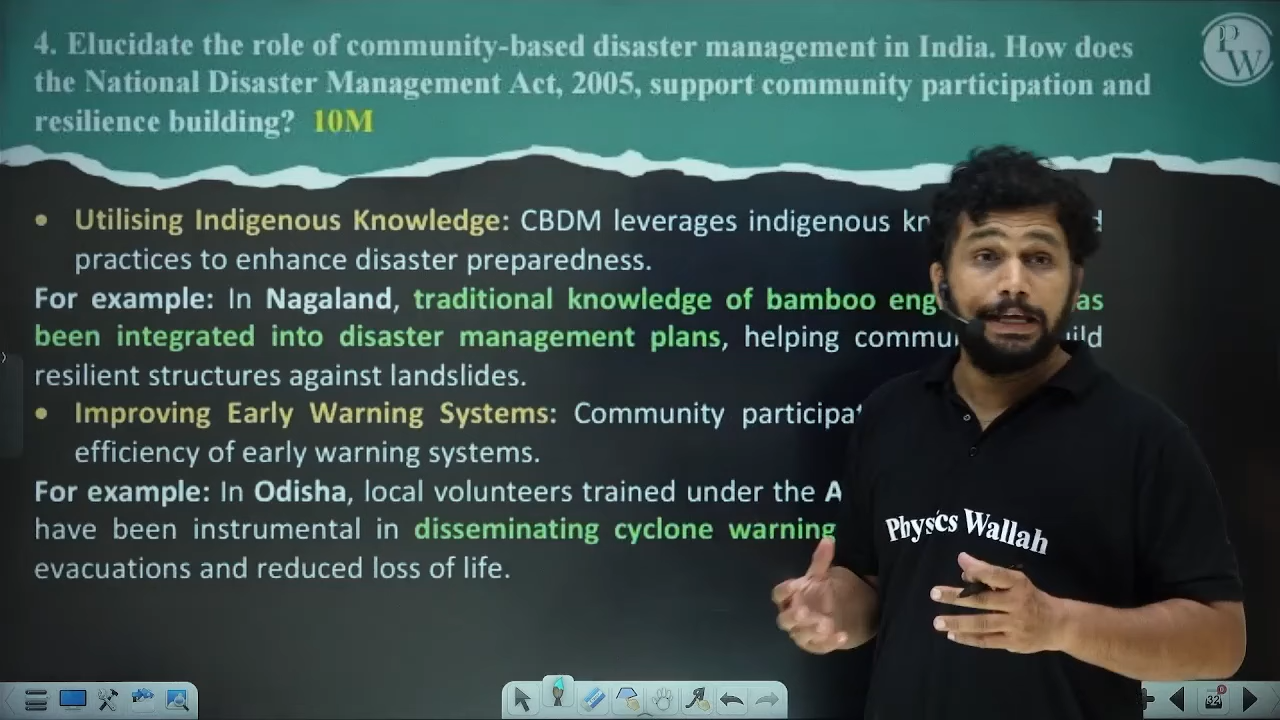 4. Elucidate the role of community-based disaster management in India. How does
the National Disaster Management Act, 2005, support community participation and
resilience building? 10M
PW
• Utilising Indigenous Knowledge: CBDM leverages indigenous
practices to enhance disaster preparedness.
For example: In Nagaland, traditional knowledge of bamboo
been integrated into disaster management plans, helping
resilient structures against landslides.
• Improving Early Warning Systems: Community
efficiency of early warning systems.
For example: In Odisha, local volunteers trained under the
have been instrumental in disseminating cyclone warning
evacuations and reduced loss of life.
Physics Wallah
32